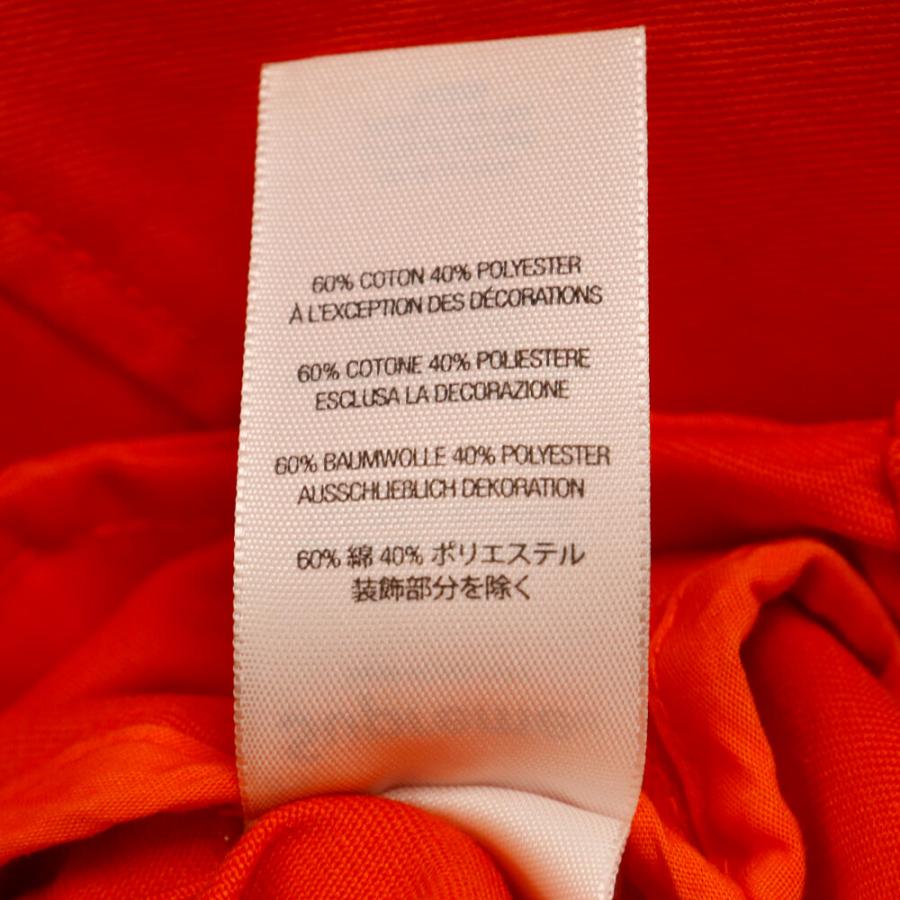 60% COTON 40% POLYESTER
À L'EXCEPTION DES DÉCORATIONS
60% COTONE 40% POLIESTERE
ESCLUSA LA DECORAZIONE
60% BAUMWOLLE 40% POLYESTER
AUSSCHLIEBLICH DEKORATION
60% 綿 40% ポリエステル
装飾部分を除く